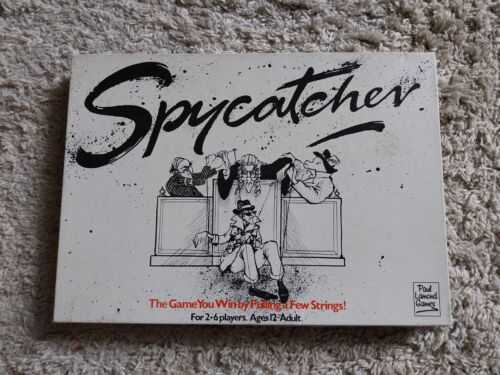 Spycatcher
The Game You Win by Pulling a Few Strings!
For 2-6 players. Ages 12-Adult.
Paul
Lamond
Games